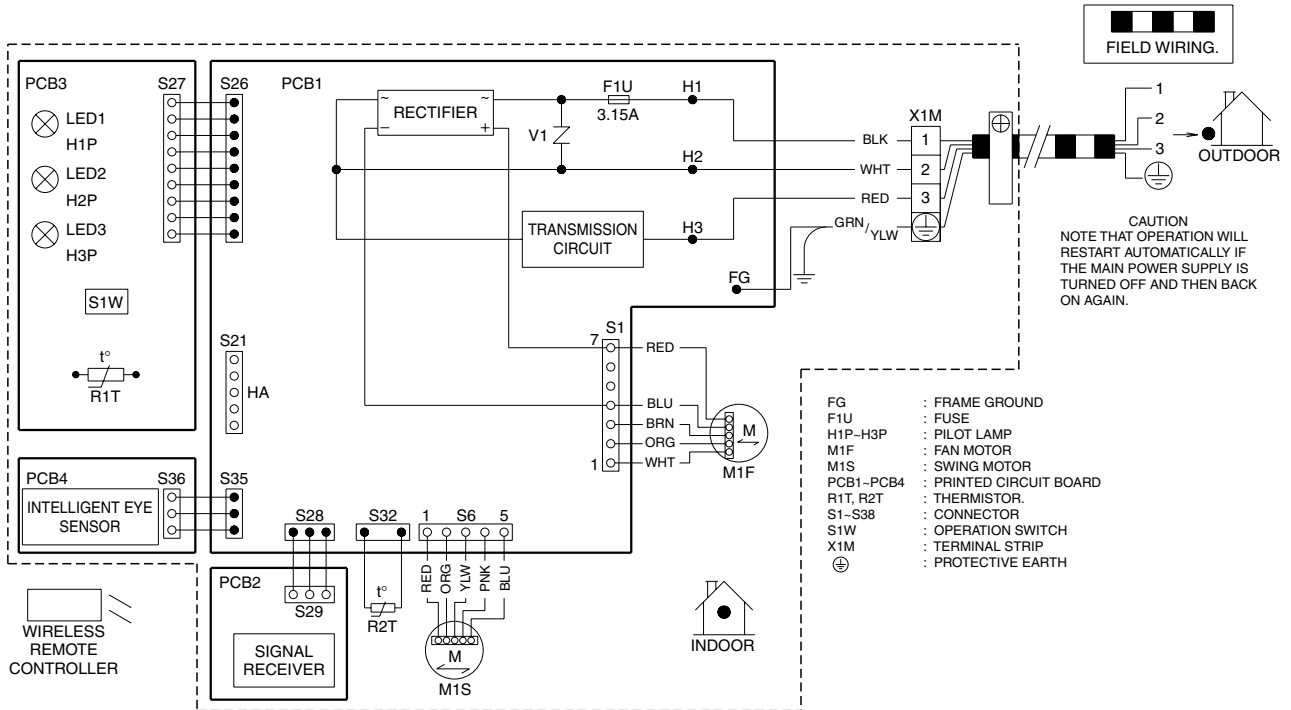 FIELD WIRING.
PCB3
S27
S26
PCB1
LED1
H1P
LED2
H2P
LED3
H3P
S1W
t°
R1T
~
RECTIFIER
~
−
+
F1U
3.15A
V1
H1
H2
TRANSMISSION
CIRCUIT
H3
FG
X1M
BLK
1
WHT
2
RED
3
GRN/YLW
1
2
3
OUTDOOR
CAUTION
NOTE THAT OPERATION WILL
RESTART AUTOMATICALLY IF
THE MAIN POWER SUPPLY IS
TURNED OFF AND THEN BACK
ON AGAIN.
S21
HA
S1
7
RED
BLU
BRN
ORG
1
WHT
M
M1F
PCB4
S36
S35
INTELLIGENT EYE
SENSOR
S28
S32
1 S6 5
RED
ORG
YLW
PNK
BLU
PCB2
S29
SIGNAL
RECEIVER
t°
R2T
M
M1S
WIRELESS
REMOTE
CONTROLLER
INDOOR
FG : FRAME GROUND
F1U : FUSE
H1P~H3P : PILOT LAMP
M1F : FAN MOTOR
M1S : SWING MOTOR
PCB1~PCB4 : PRINTED CIRCUIT BOARD
R1T, R2T : THERMISTOR.
S1~S38 : CONNECTOR
S1W : OPERATION SWITCH
X1M : TERMINAL STRIP
: PROTECTIVE EARTH